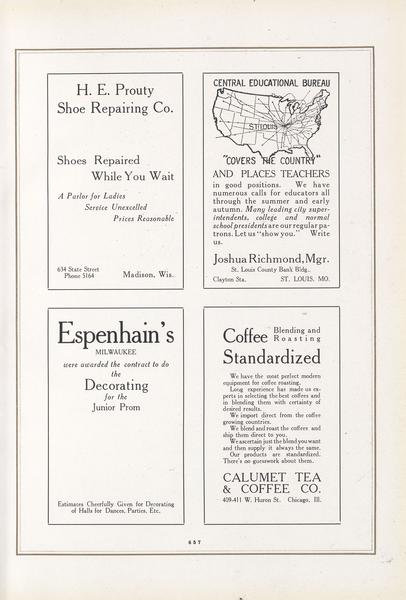 H. E. Prouty
Shoe Repairing Co.
Shoes Repaired
While You Wait
A Parlor for Ladies
Service Unexcelled
Prices Reasonable
634 State Street
Phone 5164
Madison, Wis.
CENTRAL EDUCATIONAL BUREAU
ST. LOUIS
"COVERS THE COUNTRY"
AND PLACES TEACHERS
in good positions. We have
numerous calls for educators all
through the summer and early
autumn. Many leading city super-
intendents, college and normal
school presidents are our regular pa-
trons. Let us "show you." Write
us.
Joshua Richmond, Mgr.
St. Louis County Bank Bldg.,
Clayton Sta. ST. LOUIS. MO.
Espenhain's
MILWAUKEE
were awarded the contract to do
the
Decorating
for the
Junior Prom
Estimates Cheerfully Given for Decorating
of Halls for Dances, Parties, Etc.
Coffee Blending and
Roasting
Standardized
We have the most perfect modern
equipment for coffee roasting.
Long experience has made us ex-
perts in selecting the best coffees and
in blending them with certainty of
desired results.
We import direct from the coffee
growing countries.
We blend and roast the coffees and
ship them direct to you.
We ascertain just the blend you want
and then supply it always the same.
Our products are standardized.
There's no guesswork about them.
CALUMET TEA
& COFFEE CO.
409-411 W. Huron St. Chicago, Ill.
657